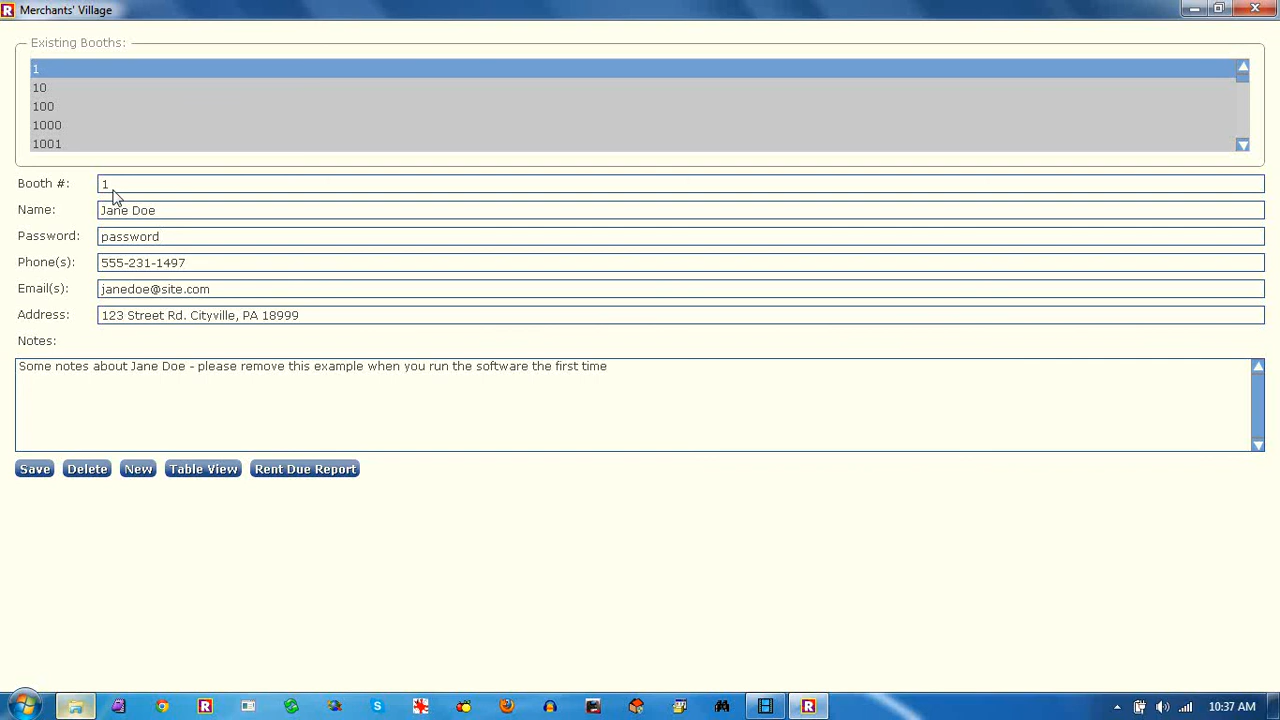 Merchants' Village
Existing Booths:
1
10
100
1000
1001
Booth #: 1
Name: Jane Doe
Password: password
Phone(s): 555-231-1497
Email(s): janedoe@site.com
Address: 123 Street Rd. Cityville, PA 18999
Notes:
Some notes about Jane Doe - please remove this example when you run the software the first time
Save Delete New Table View Rent Due Report
10:37 AM